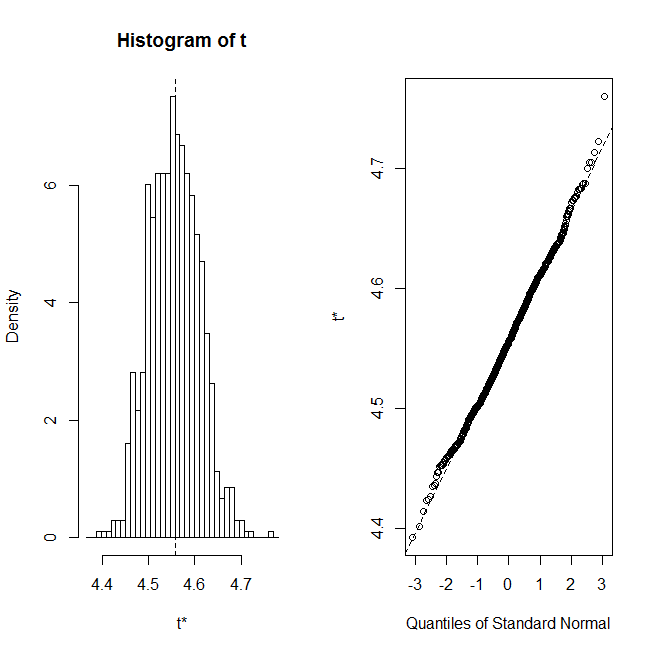 Histogram of t
Density
0
2
4
6
4.4 4.5 4.6 4.7
t*
t*
4.4
4.5
4.6
4.7
-3 -2 -1 0 1 2 3
Quantiles of Standard Normal